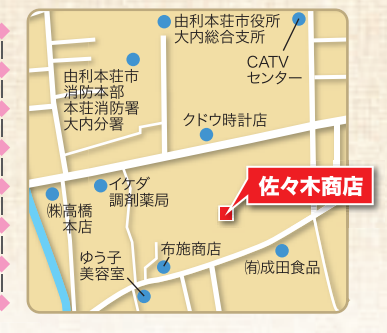 由利本荘市役所
大内総合支所
CATV
センター
由利本荘市
消防本部
本荘消防署
大内分署
クドウ時計店
佐々木商店
イケダ
調剤薬局
㈱高橋
本店
布施商店
ゆう子
美容室
㈲成田食品